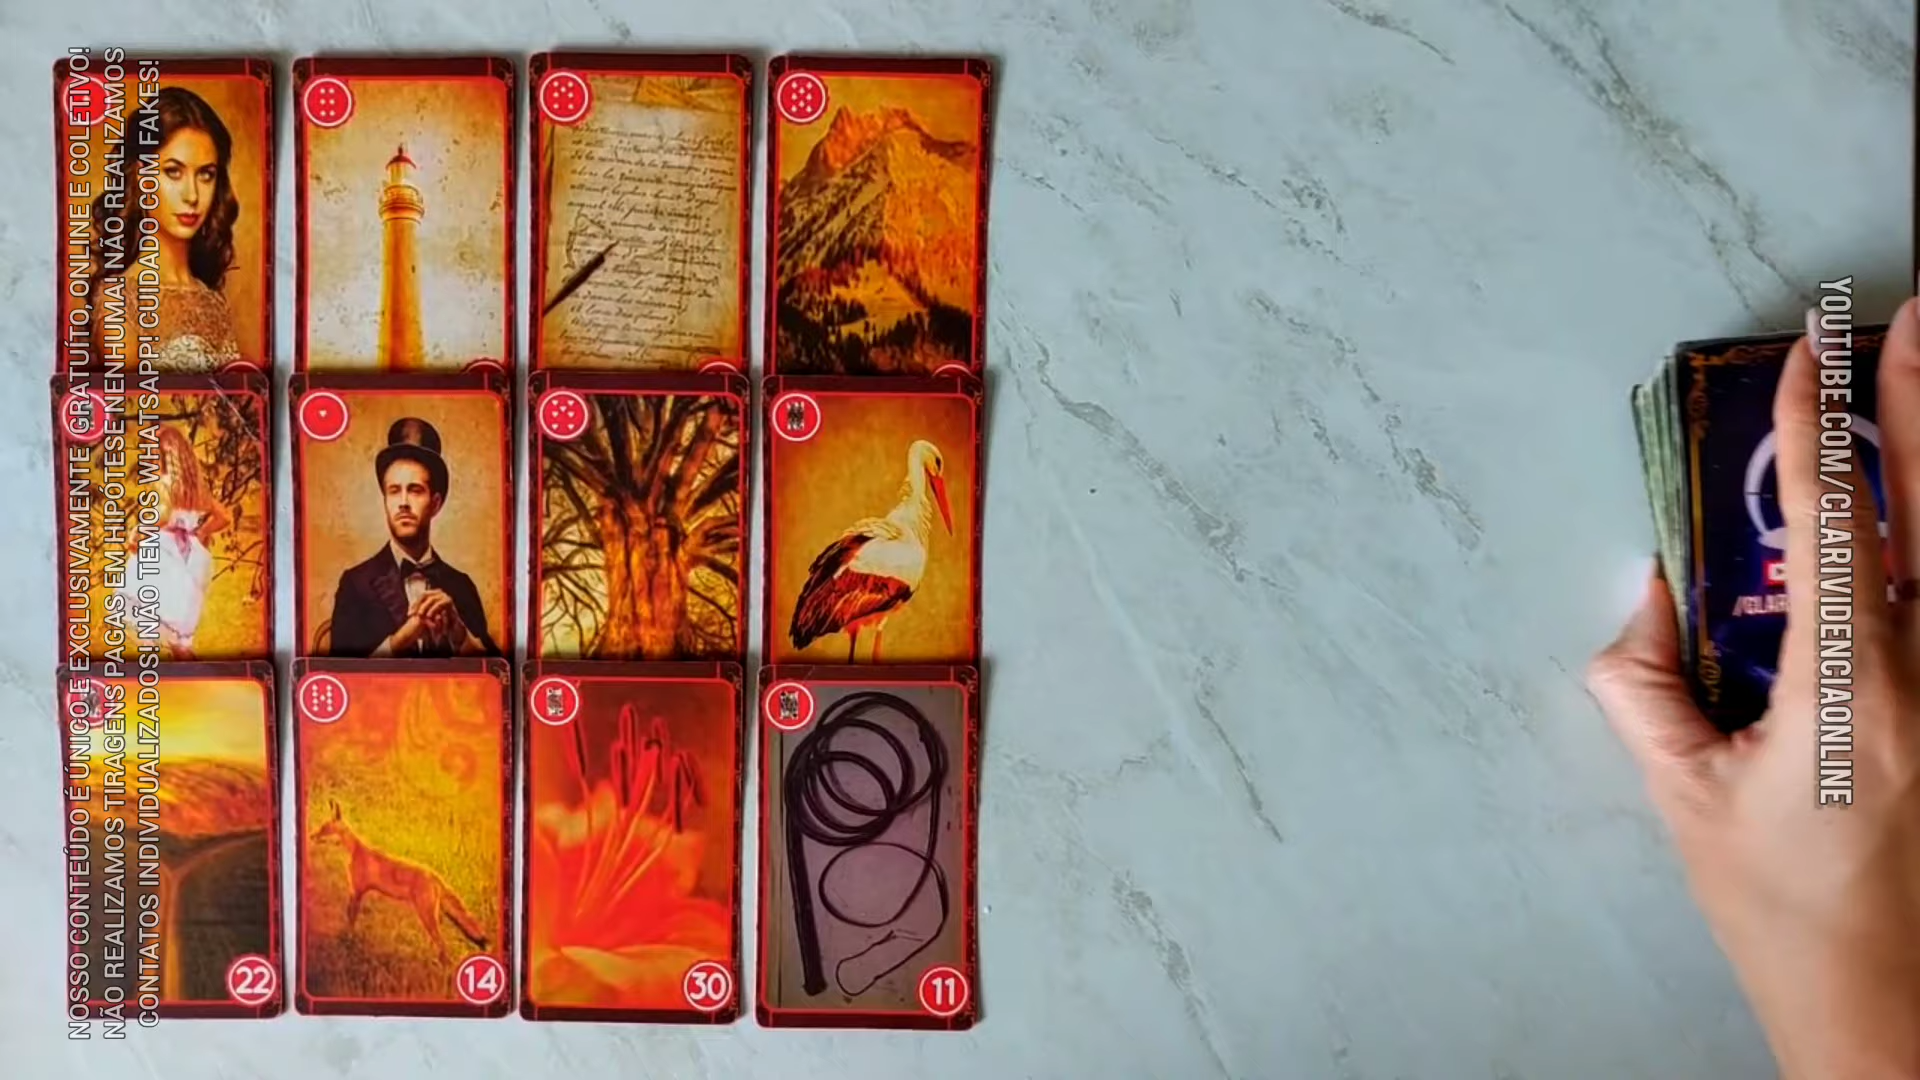 NOSSO CONTEÚDO É ÚNICO E EXCLUSIVAMENTE GRATUÍTO, ONLINE E COLETIVO!
NÃO REALIZAMOS TIRAGENS PAGAS EM HIPÓTESE NENHUMA! NÃO REALIZAMOS
CONTATOS INDIVIDUALIZADOS! NÃO TEMOS WHATSAPP! CUIDADO COM FAKES!
22
14
30
11
YOUTUBE.COM/CLARIVIDENCIAONLINE